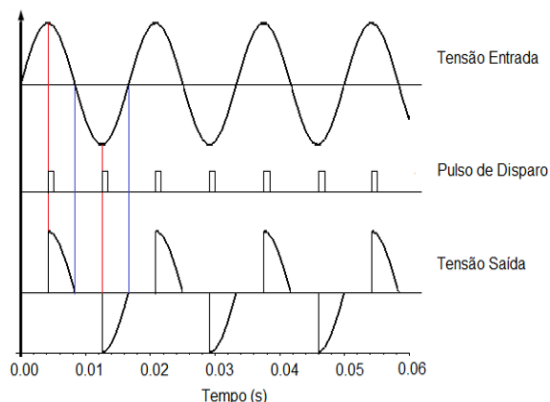 Tensão Entrada
Pulso de Disparo
Tensão Saída
0.00 0.01 0.02 0.03 0.04 0.05 0.06
Tempo (s)